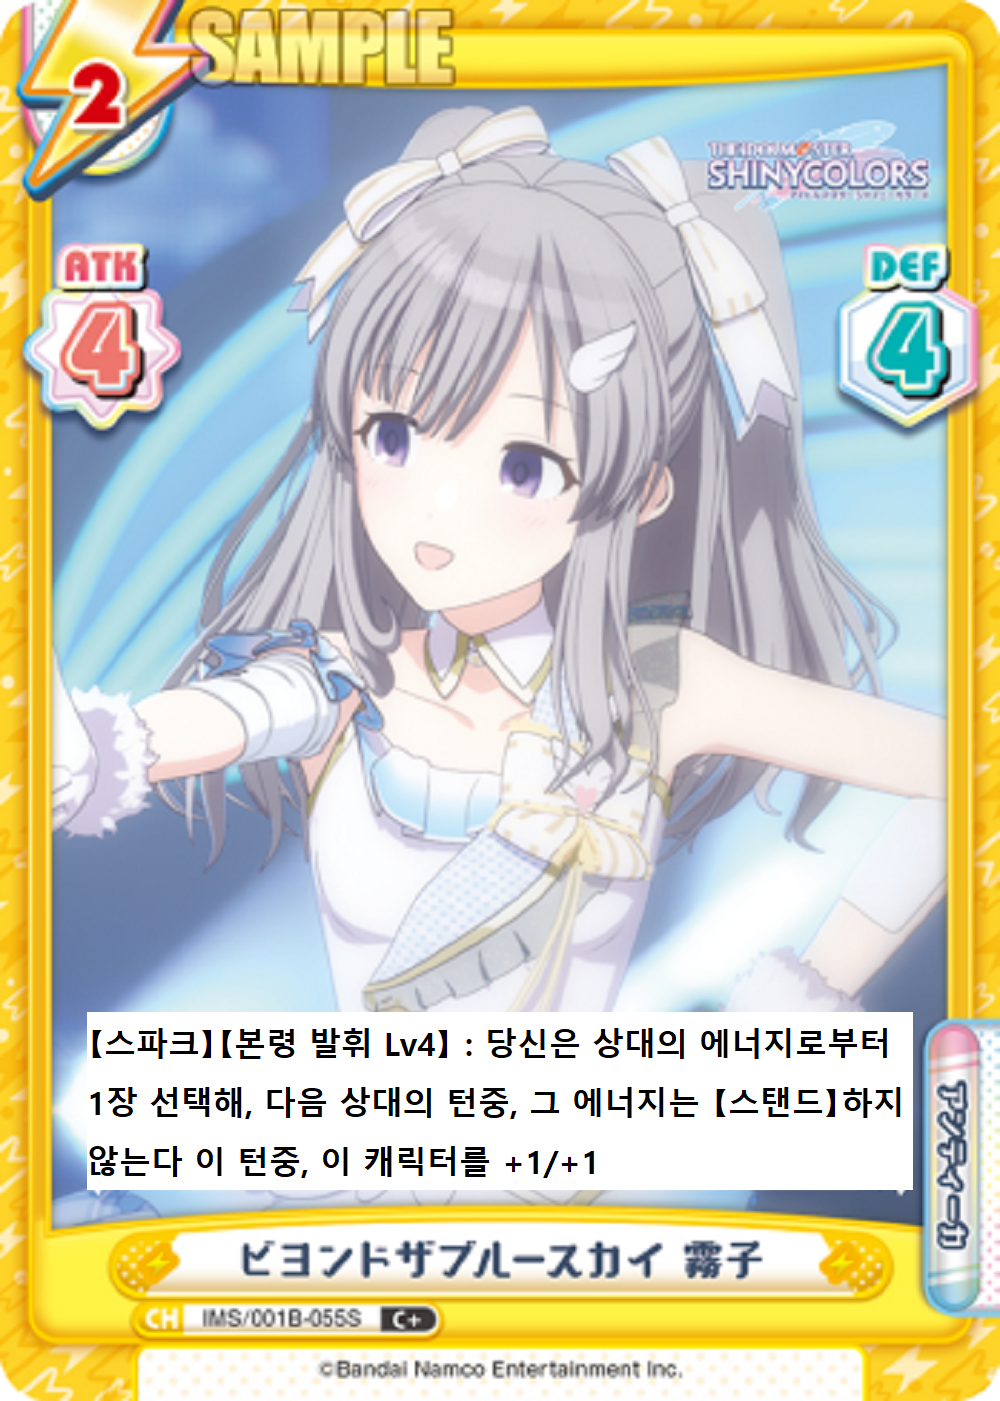 2
SAMPLE
THE IDOLM@STER
SHINYCOLORS
ATK
4
DEF
4
【스파크】【본령 발휘 Lv4】 : 당신은 상대의 에너지로부터
1장 선택해, 다음 상대의 턴중, 그 에너지는 【스탠드】하지
않는다 이 턴중, 이 캐릭터를 +1/+1
アンティーカ
ビヨンドザブルースカイ 霧子
CH IMS/001B-055S C+
©Bandai Namco Entertainment Inc.